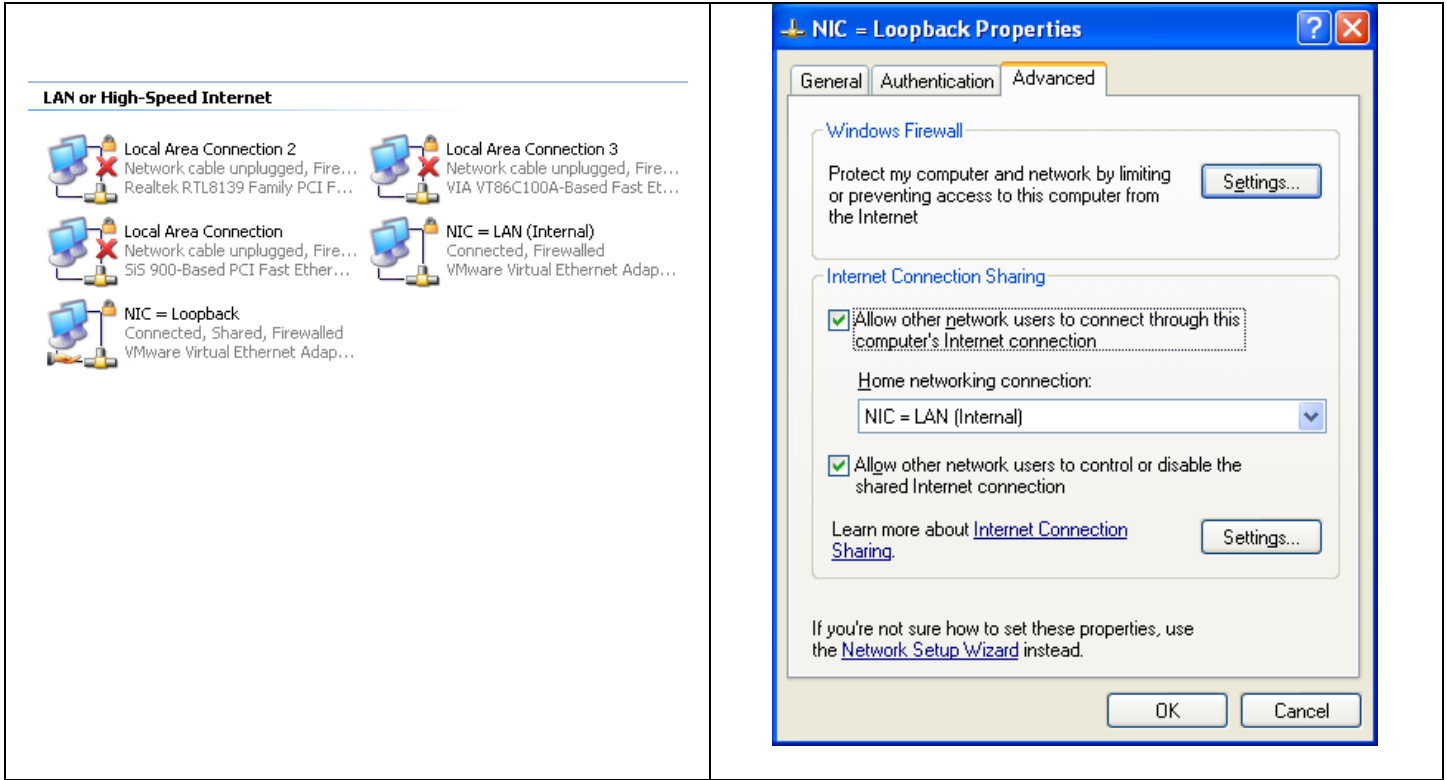 LAN or High-Speed Internet
Local Area Connection 2
Network cable unplugged, Fire...
Realtek RTL8139 Family PCI F...
Local Area Connection 3
Network cable unplugged, Fire...
VIA VT86C100A-Based Fast Et...
Local Area Connection
Network cable unplugged, Fire...
SiS 900-Based PCI Fast Ether...
NIC = LAN (Internal)
Connected, Firewalled
VMware Virtual Ethernet Adap...
NIC = Loopback
Connected, Shared, Firewalled
VMware Virtual Ethernet Adap...
NIC = Loopback Properties
General Authentication Advanced
Windows Firewall
Protect my computer and network by limiting
or preventing access to this computer from
the Internet
Settings...
Internet Connection Sharing
Allow other network users to connect through this
computer's Internet connection
Home networking connection:
NIC = LAN (Internal)
Allow other network users to control or disable the
shared Internet connection
Learn more about Internet Connection
Sharing.
Settings...
If you're not sure how to set these properties, use
the Network Setup Wizard instead.
OK Cancel